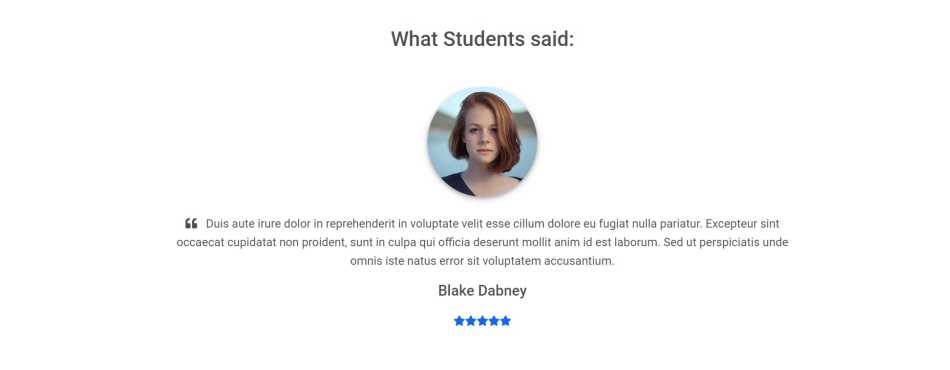 What Students said:
❝ Duis aute irure dolor in reprehenderit in voluptate velit esse cillum dolore eu fugiat nulla pariatur. Excepteur sint
occaecat cupidatat non proident, sunt in culpa qui officia deserunt mollit anim id est laborum. Sed ut perspiciatis unde
omnis iste natus error sit voluptatem accusantium.
Blake Dabney